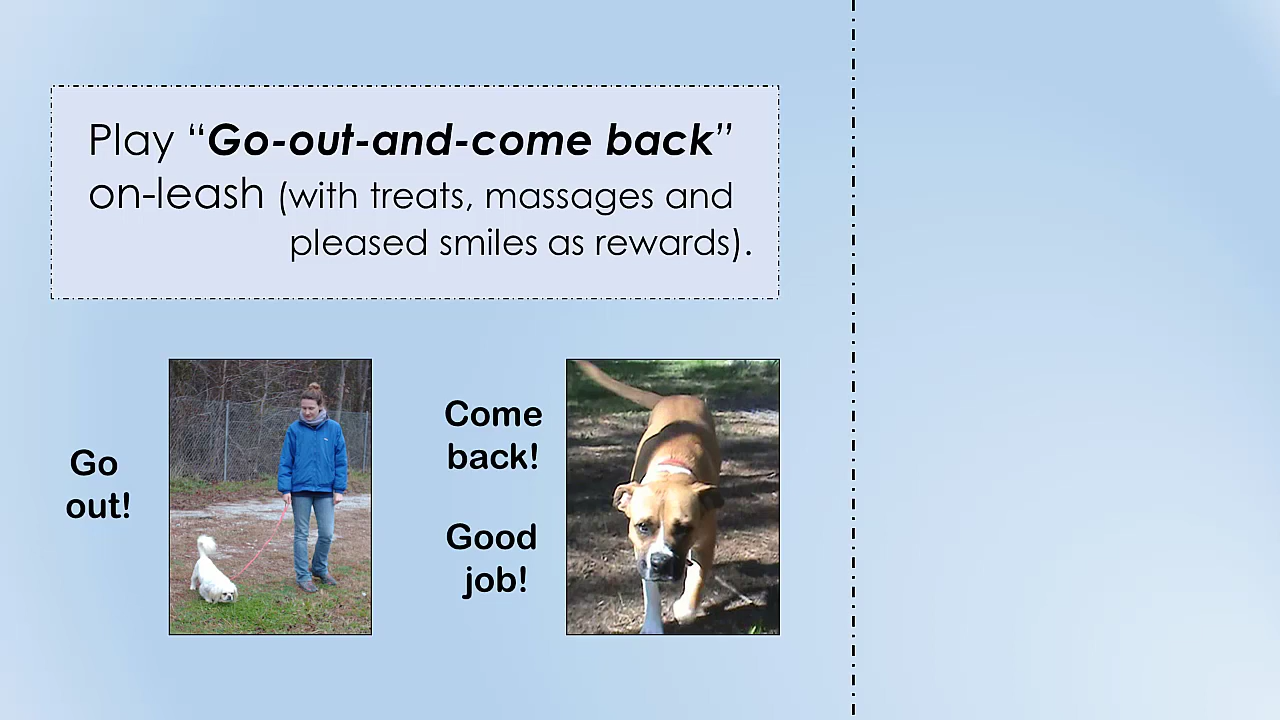 Play “Go-out-and-come back”
on-leash (with treats, massages and
pleased smiles as rewards).
Go
out!
Come
back!
Good
job!